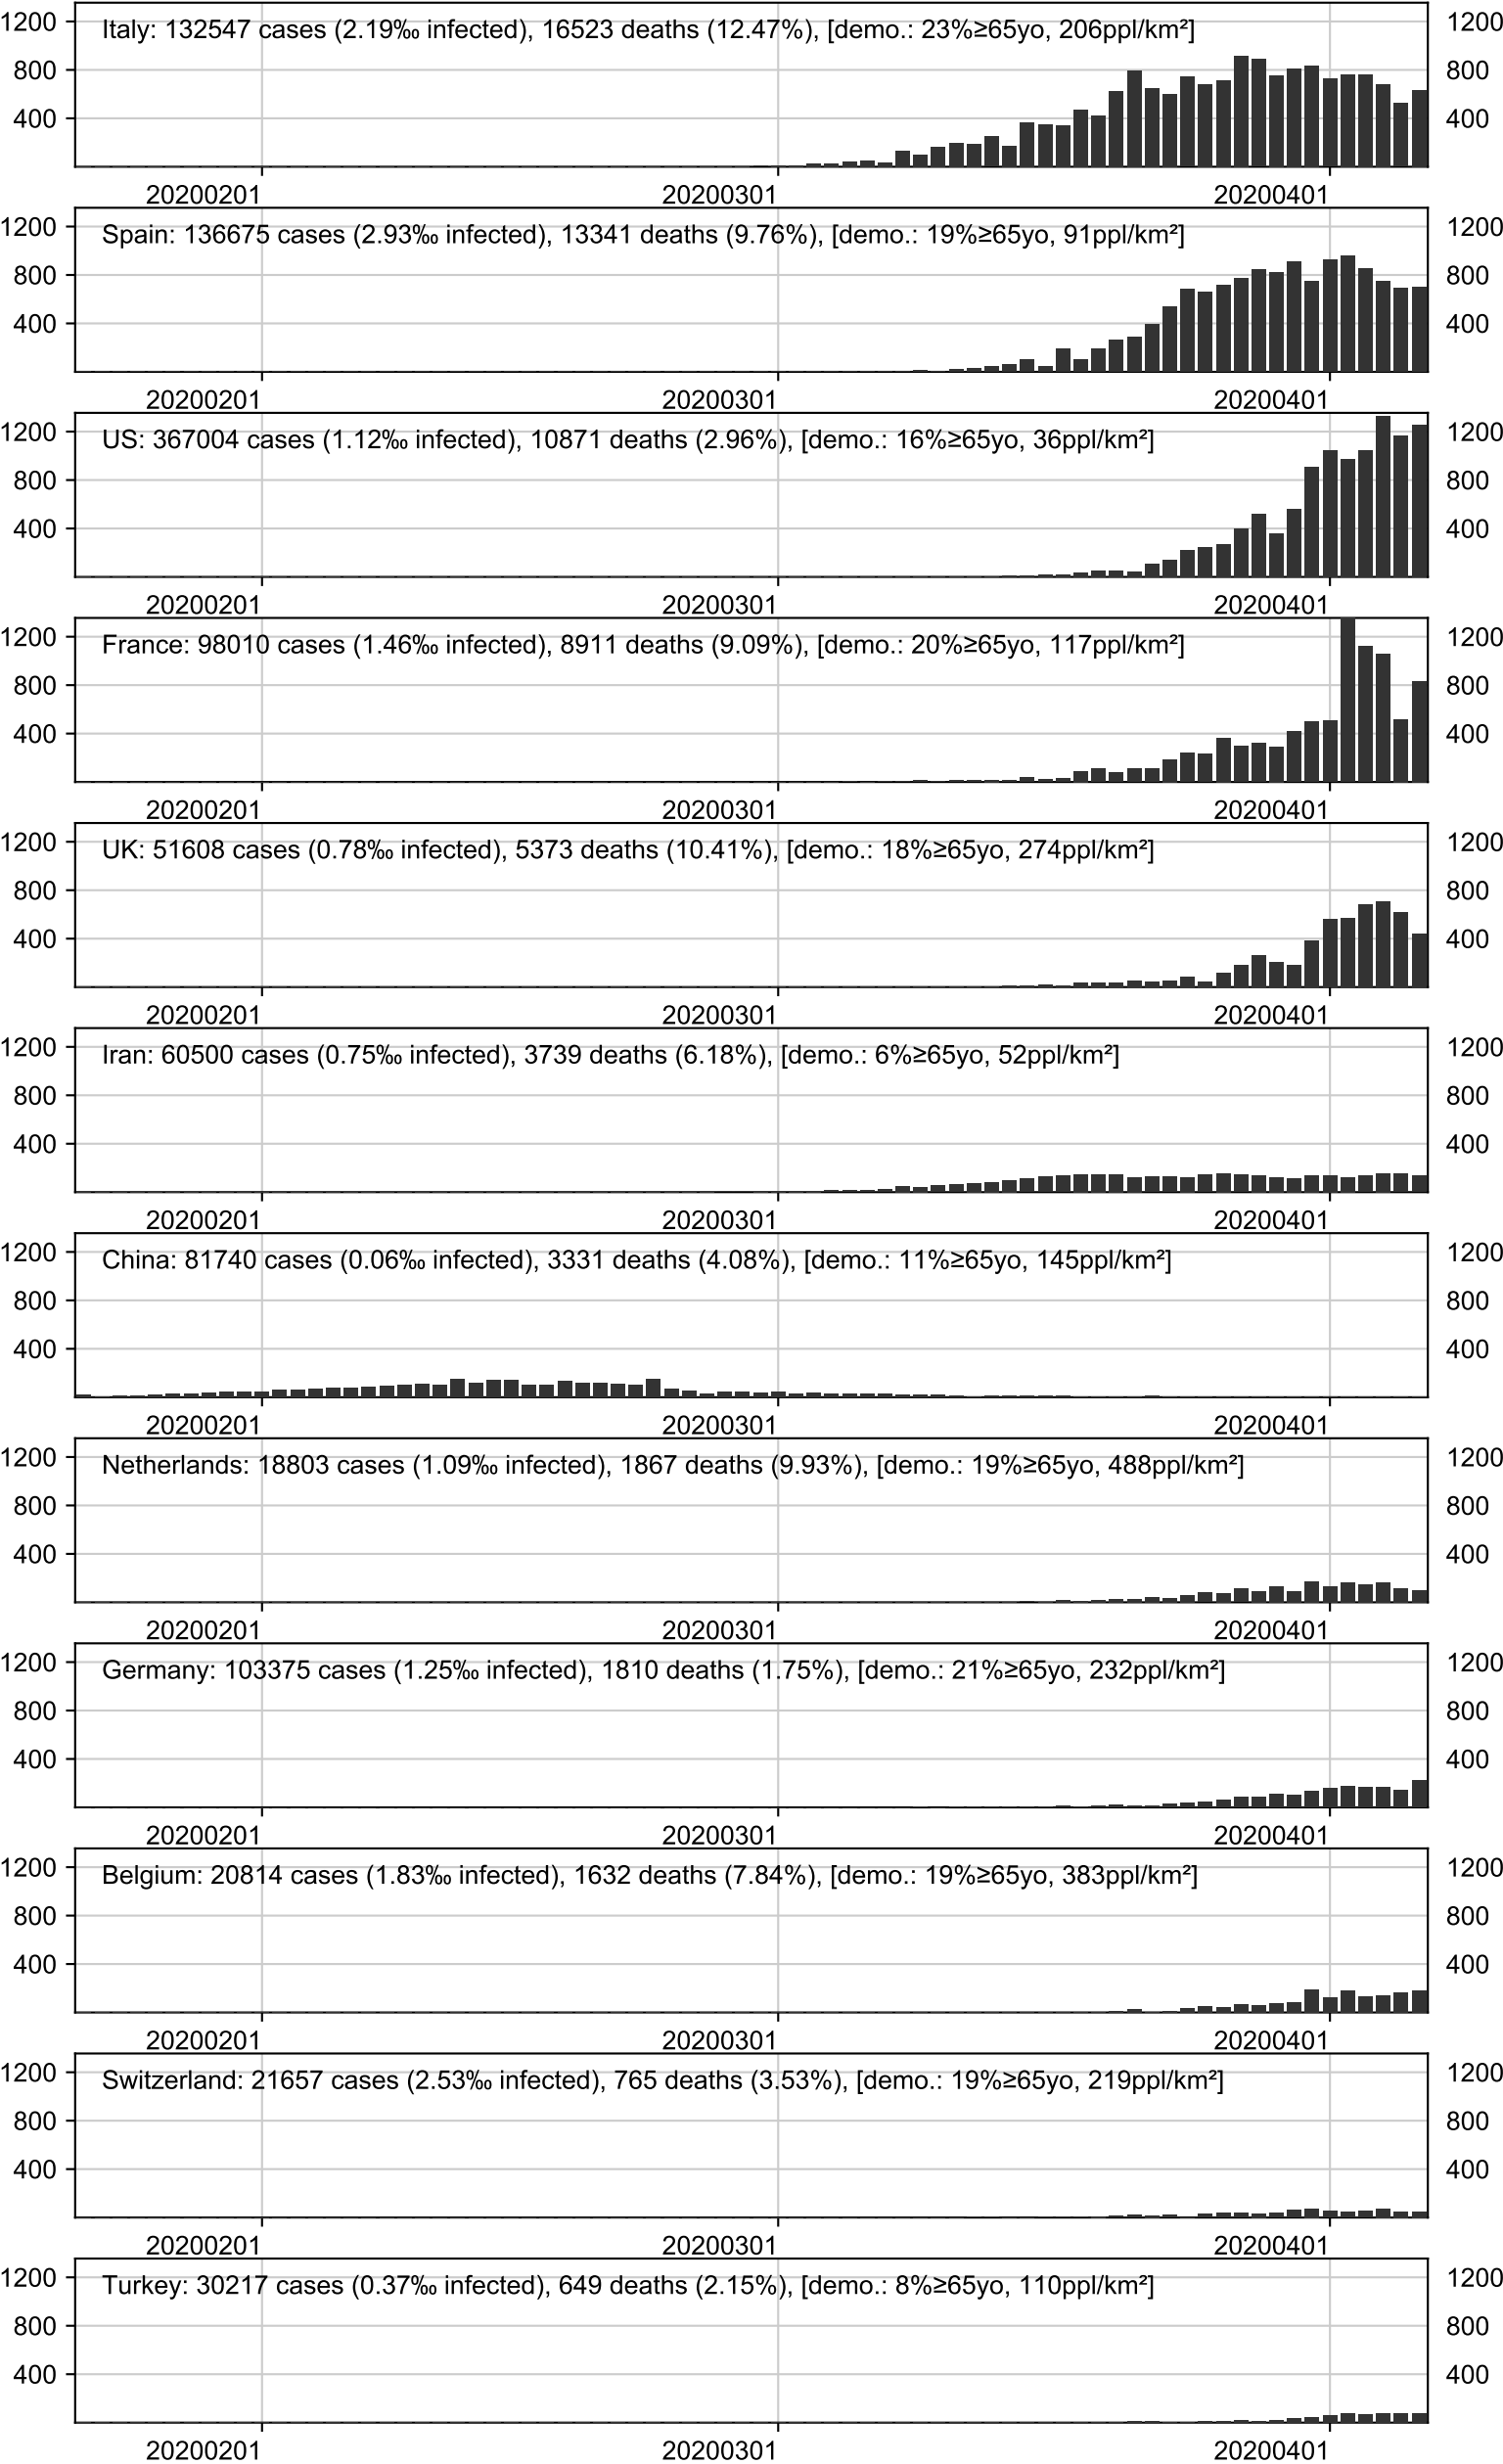 1200 Italy: 132547 cases (2.19‰ infected), 16523 deaths (12.47%), [demo.: 23%≥65yo, 206ppl/km²] 1200
800 800
400 400
20200201 20200301 20200401
1200 Spain: 136675 cases (2.93‰ infected), 13341 deaths (9.76%), [demo.: 19%≥65yo, 91ppl/km²] 1200
800 800
400 400
20200201 20200301 20200401
1200 US: 367004 cases (1.12‰ infected), 10871 deaths (2.96%), [demo.: 16%≥65yo, 36ppl/km²] 1200
800 800
400 400
20200201 20200301 20200401
1200 France: 98010 cases (1.46‰ infected), 8911 deaths (9.09%), [demo.: 20%≥65yo, 117ppl/km²] 1200
800 800
400 400
20200201 20200301 20200401
1200 UK: 51608 cases (0.78‰ infected), 5373 deaths (10.41%), [demo.: 18%≥65yo, 274ppl/km²] 1200
800 800
400 400
20200201 20200301 20200401
1200 Iran: 60500 cases (0.75‰ infected), 3739 deaths (6.18%), [demo.: 6%≥65yo, 52ppl/km²] 1200
800 800
400 400
20200201 20200301 20200401
1200 China: 81740 cases (0.06‰ infected), 3331 deaths (4.08%), [demo.: 11%≥65yo, 145ppl/km²] 1200
800 800
400 400
20200201 20200301 20200401
1200 Netherlands: 18803 cases (1.09‰ infected), 1867 deaths (9.93%), [demo.: 19%≥65yo, 488ppl/km²] 1200
800 800
400 400
20200201 20200301 20200401
1200 Germany: 103375 cases (1.25‰ infected), 1810 deaths (1.75%), [demo.: 21%≥65yo, 232ppl/km²] 1200
800 800
400 400
20200201 20200301 20200401
1200 Belgium: 20814 cases (1.83‰ infected), 1632 deaths (7.84%), [demo.: 19%≥65yo, 383ppl/km²] 1200
800 800
400 400
20200201 20200301 20200401
1200 Switzerland: 21657 cases (2.53‰ infected), 765 deaths (3.53%), [demo.: 19%≥65yo, 219ppl/km²] 1200
800 800
400 400
20200201 20200301 20200401
1200 Turkey: 30217 cases (0.37‰ infected), 649 deaths (2.15%), [demo.: 8%≥65yo, 110ppl/km²] 1200
800 800
400 400
20200201 20200301 20200401